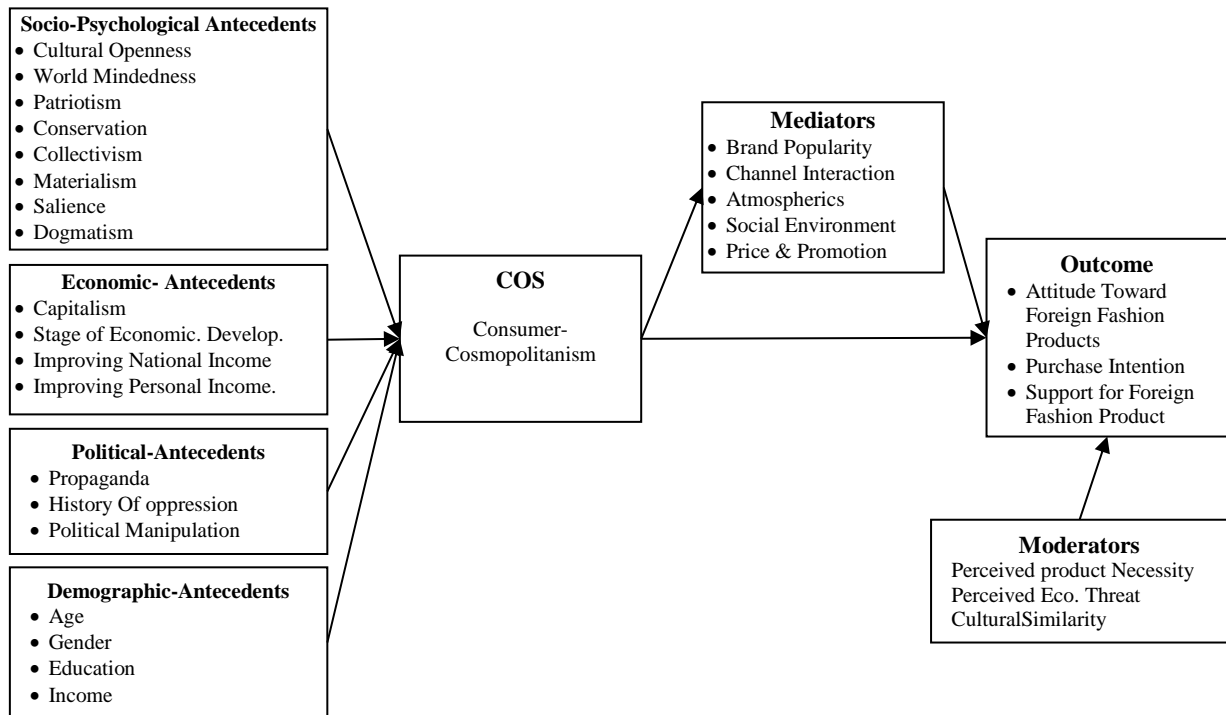 Socio-Psychological Antecedents
• Cultural Openness
• World Mindedness
• Patriotism
• Conservation
• Collectivism
• Materialism
• Salience
• Dogmatism
Economic- Antecedents
• Capitalism
• Stage of Economic. Develop.
• Improving National Income
• Improving Personal Income.
Political-Antecedents
• Propaganda
• History Of oppression
• Political Manipulation
Demographic-Antecedents
• Age
• Gender
• Education
• Income
COS
Consumer-
Cosmopolitanism
Mediators
• Brand Popularity
• Channel Interaction
• Atmospherics
• Social Environment
• Price & Promotion
Outcome
• Attitude Toward
Foreign Fashion
Products
• Purchase Intention
• Support for Foreign
Fashion Product
Moderators
Perceived product Necessity
Perceived Eco. Threat
CulturalSimilarity